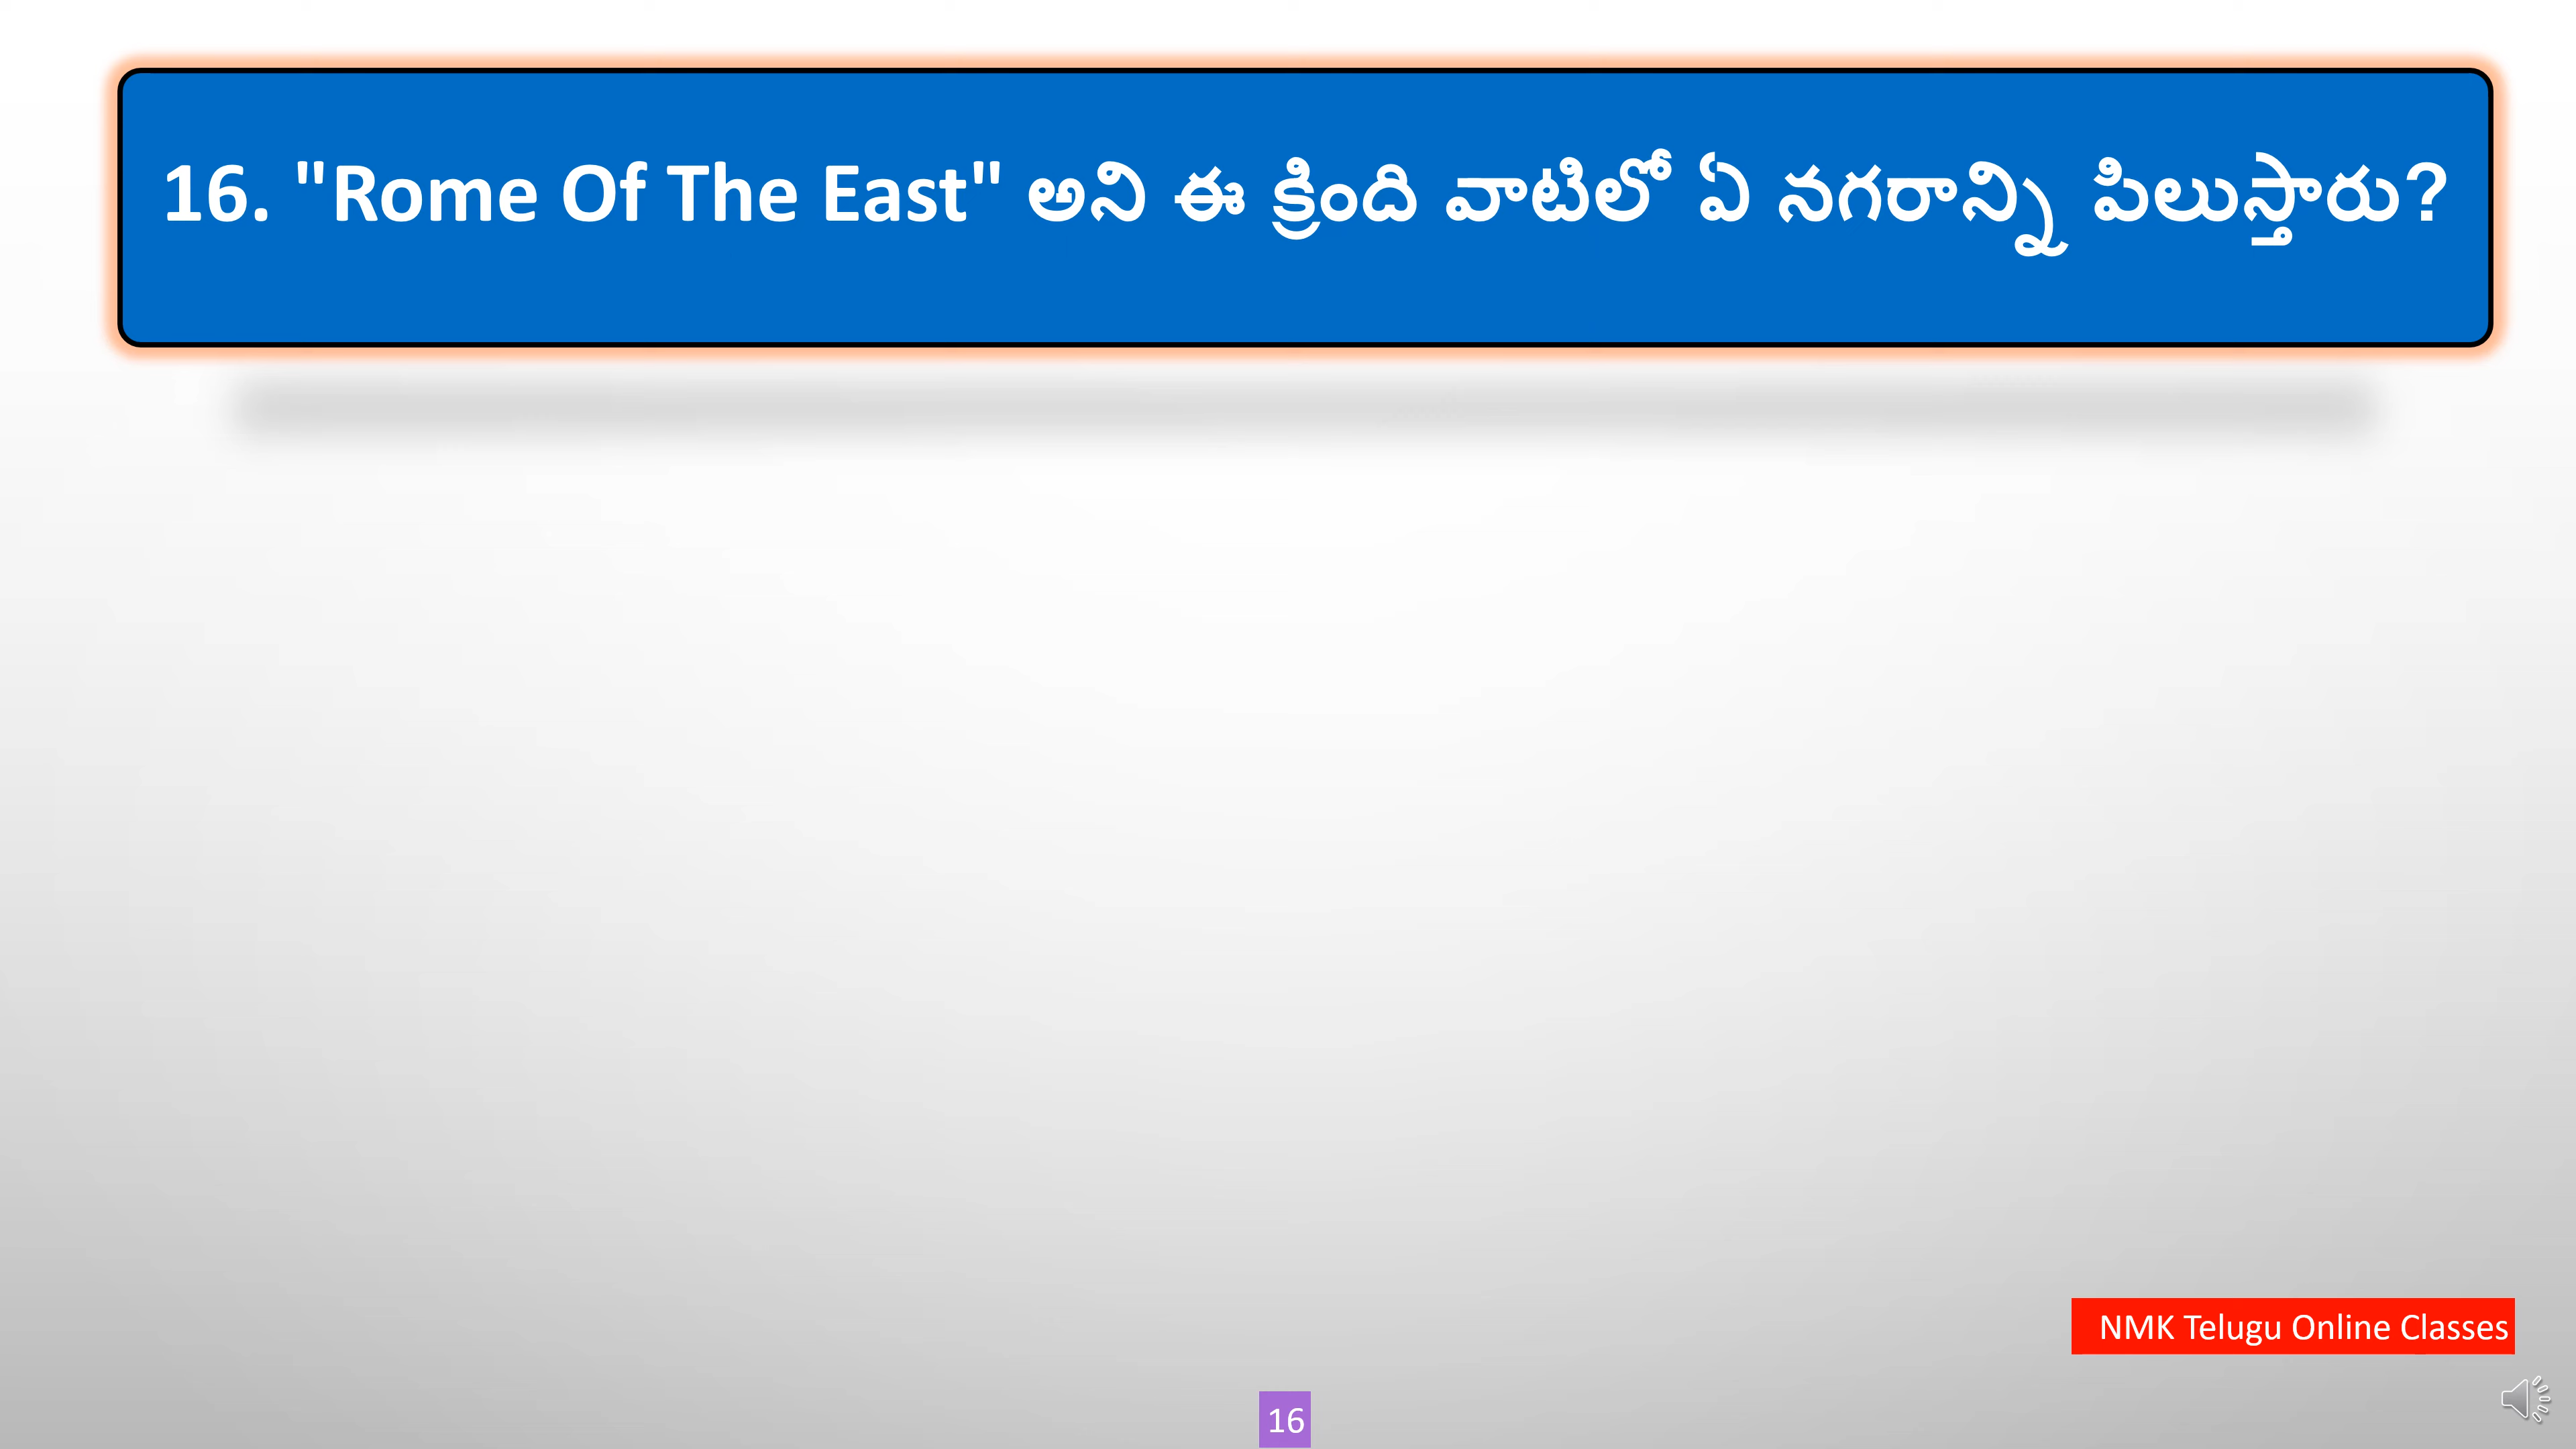 16. "Rome Of The East" అని ఈ క్రింది వాటిలో ఏ నగరాన్ని పిలుస్తారు?
NMK Telugu Online Classes
16